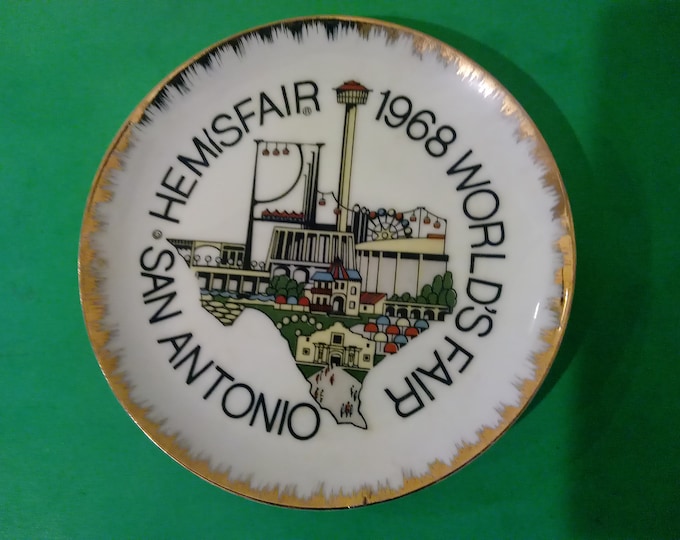 HEMISFAIR® 1968 WORLD'S FAIR
SAN ANTONIO ©